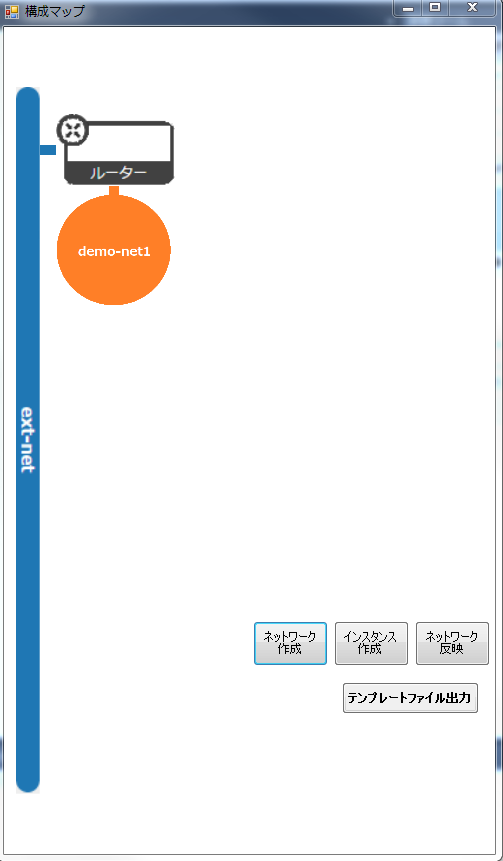 構成マップ
ルーター
demo-net1
ext-net
ネットワーク
作成
インスタンス
作成
ネットワーク
反映
テンプレートファイル出力